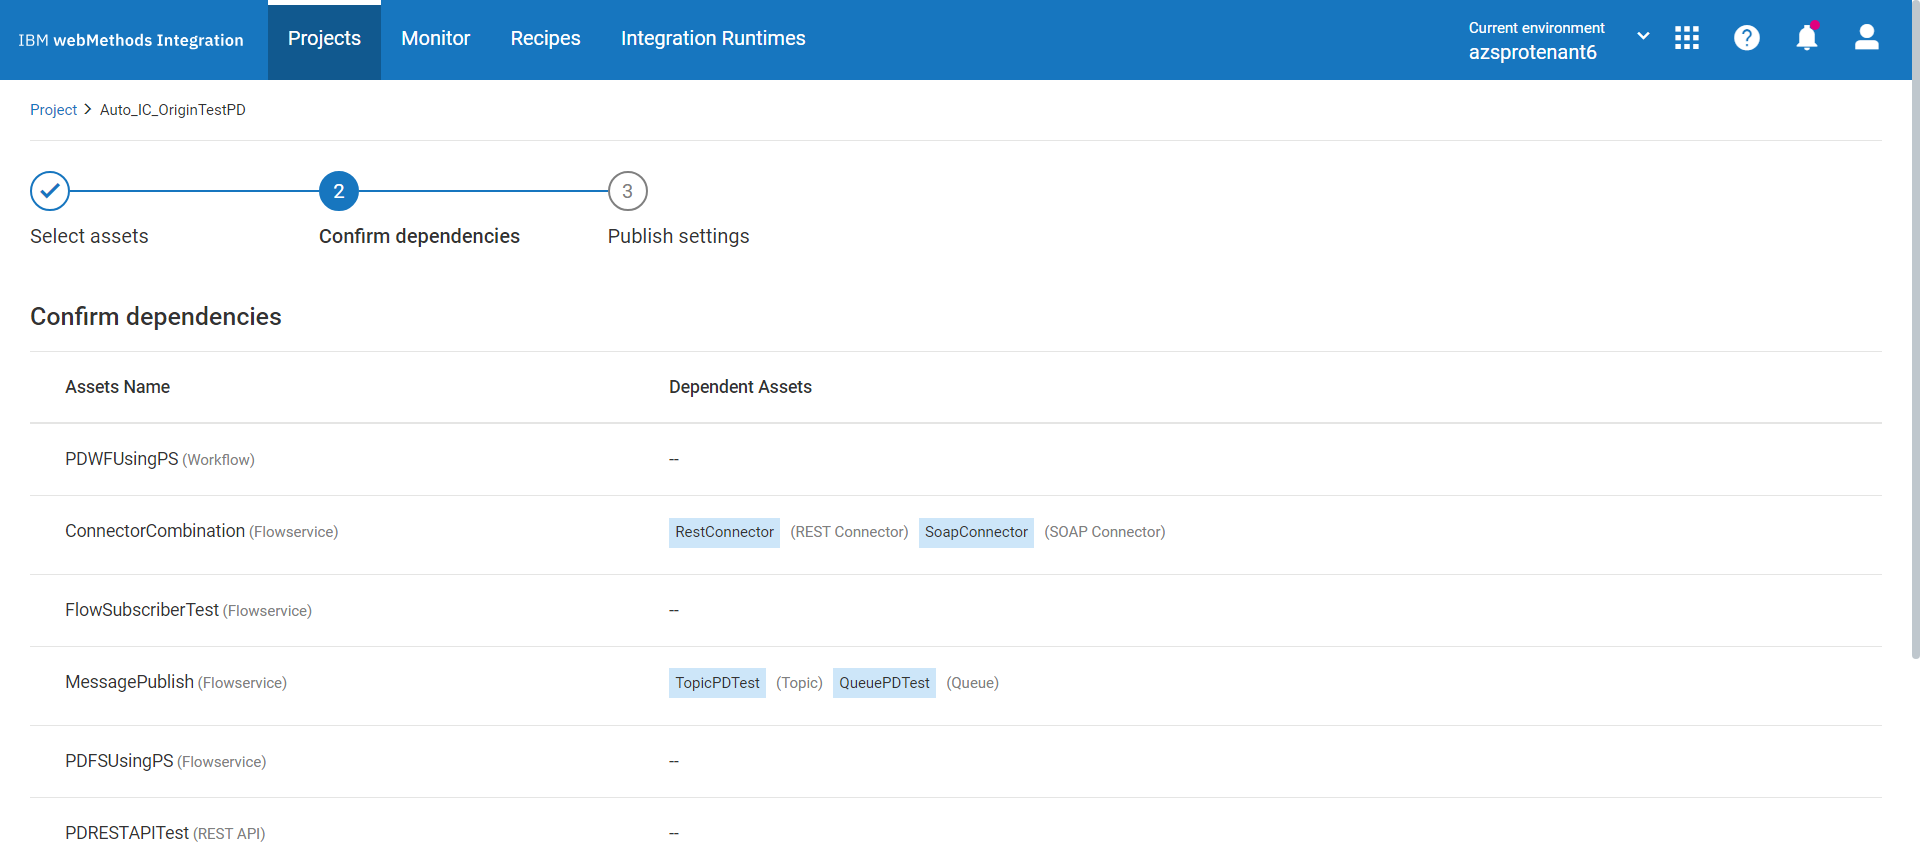 IBM webMethods Integration
Projects
Monitor
Recipes
Integration Runtimes
Current environment
azsprotenant6
?
Project > Auto_IC_OriginTestPD
2
3
Select assets
Confirm dependencies
Publish settings
Confirm dependencies
Assets Name
Dependent Assets
PDWFUsingPS (Workflow)
--
ConnectorCombination (Flowservice)
RestConnector (REST Connector) SoapConnector (SOAP Connector)
FlowSubscriberTest (Flowservice)
--
MessagePublish (Flowservice)
TopicPDTest (Topic) QueuePDTest (Queue)
PDFSUsingPS (Flowservice)
--
PDRESTAPITest (REST API)
--